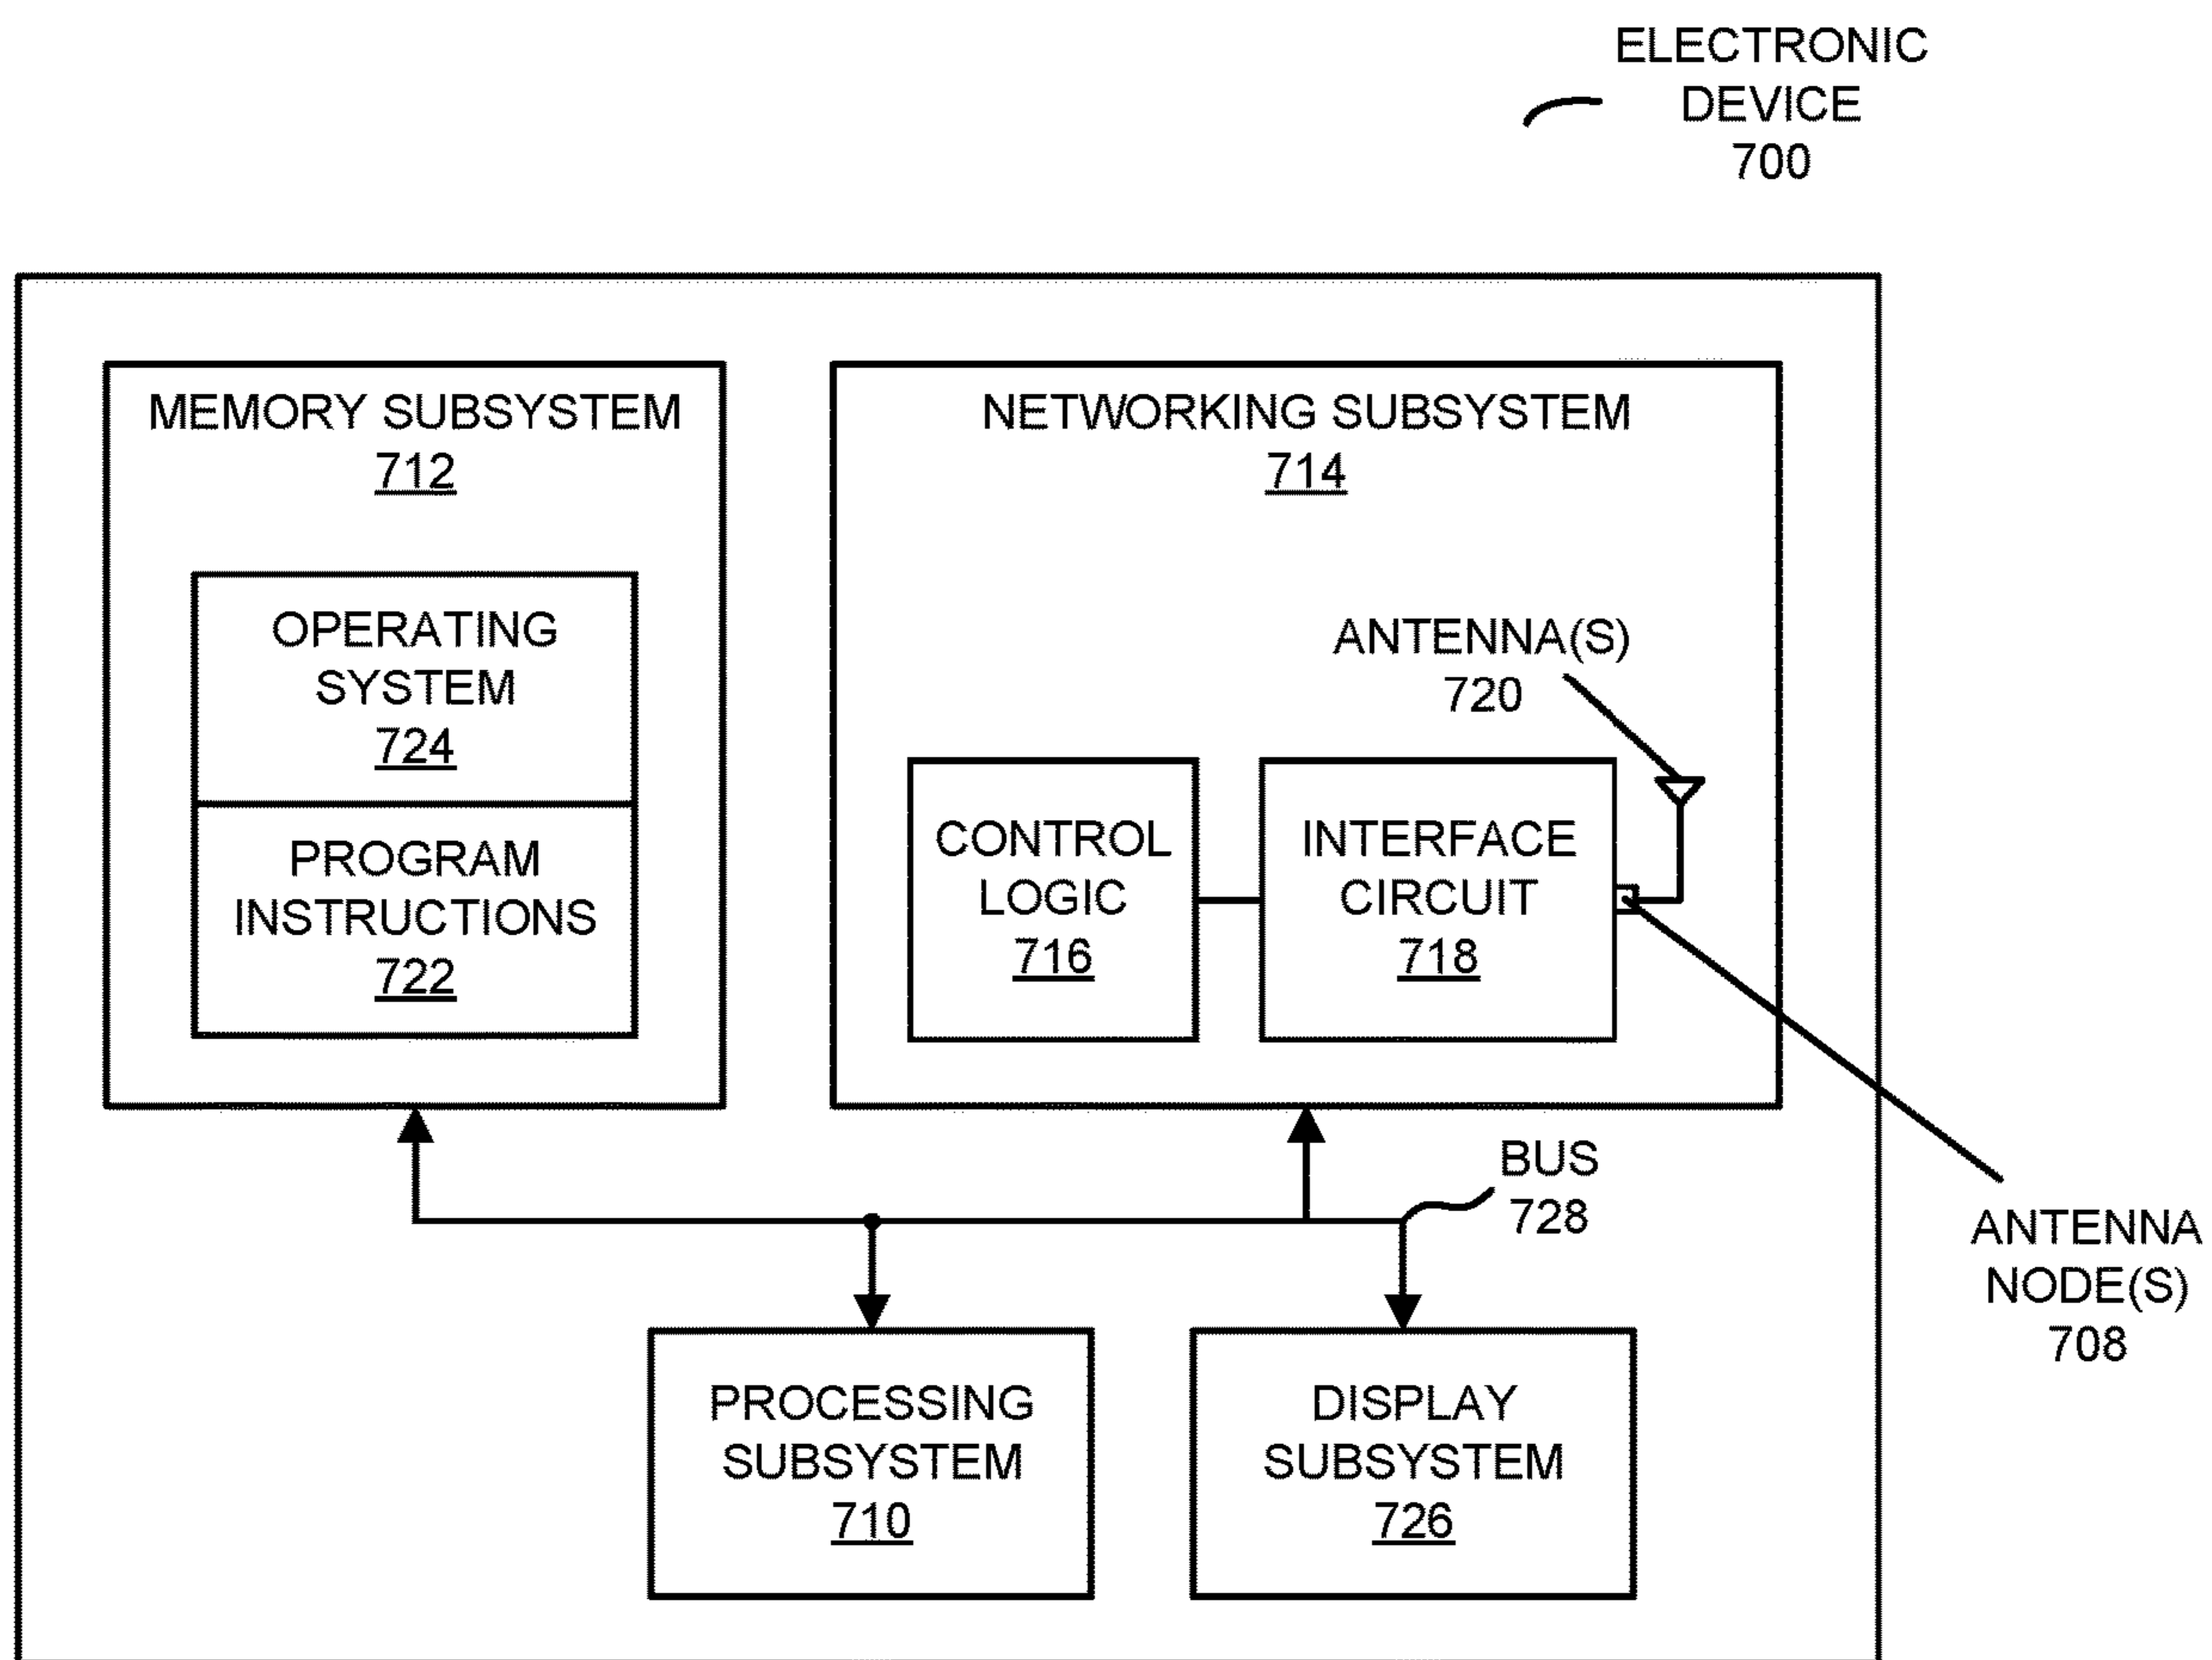 ELECTRONIC
DEVICE
700
MEMORY SUBSYSTEM
712
OPERATING
SYSTEM
724
PROGRAM
INSTRUCTIONS
722
NETWORKING SUBSYSTEM
714
ANTENNA(S)
720
CONTROL
LOGIC
716
INTERFACE
CIRCUIT
718
BUS
728
ANTENNA
NODE(S)
708
PROCESSING
SUBSYSTEM
710
DISPLAY
SUBSYSTEM
726